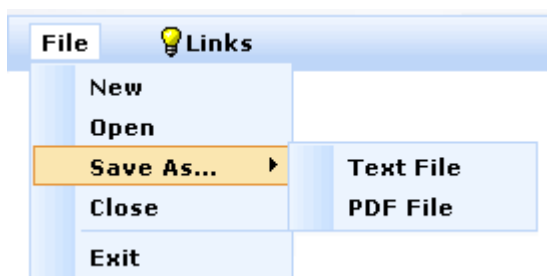 File Links
New
Open
Save As... Text File
Close PDF File
Exit